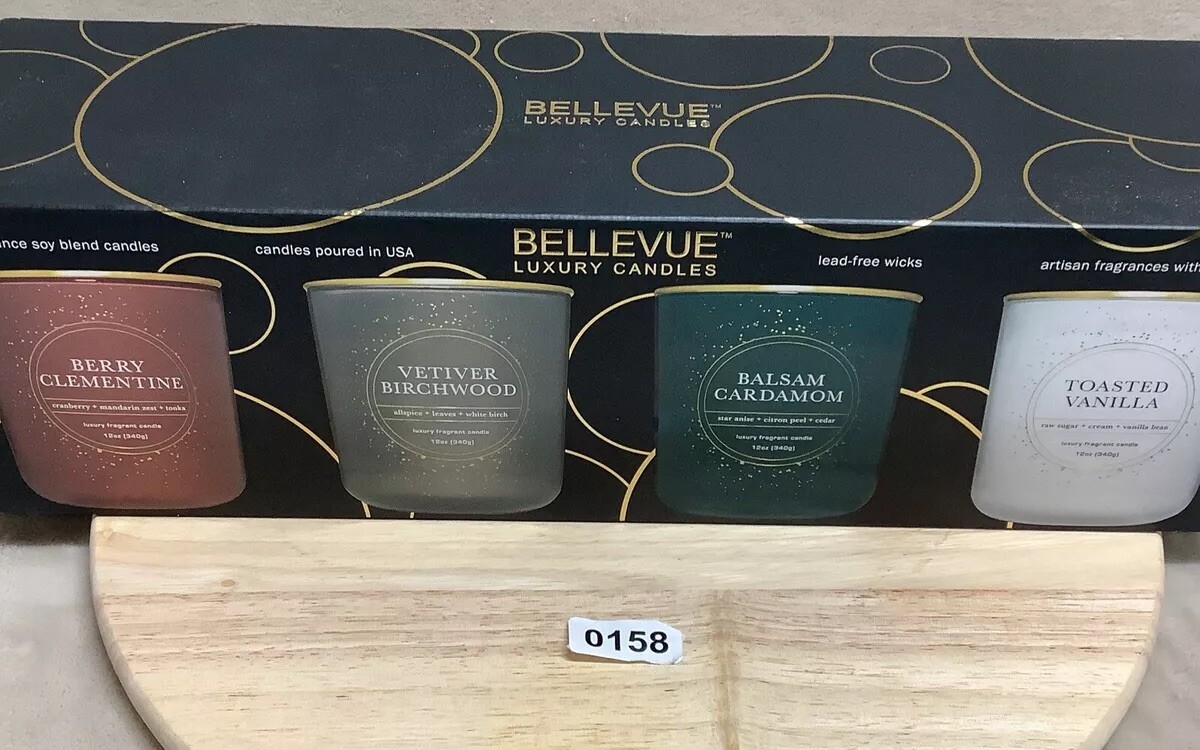 BELLEVUE™
LUXURY CANDLES
ance soy blend candles
candles poured in USA
BELLEVUE™
LUXURY CANDLES
lead-free wicks
artisan fragrances with
BERRY
CLEMENTINE
cranberry + mandarin zest + tonka
luxury fragrant candle
12oz (340g)
VETIVER
BIRCHWOOD
allspice + leaves + white birch
luxury fragrant candle
12oz (340g)
BALSAM
CARDAMOM
star anise + citron peel + cedar
luxury fragrant candle
12oz (340g)
TOASTED
VANILLA
raw sugar + cream + vanilla bean
luxury fragrant candle
12oz (340g)
0158